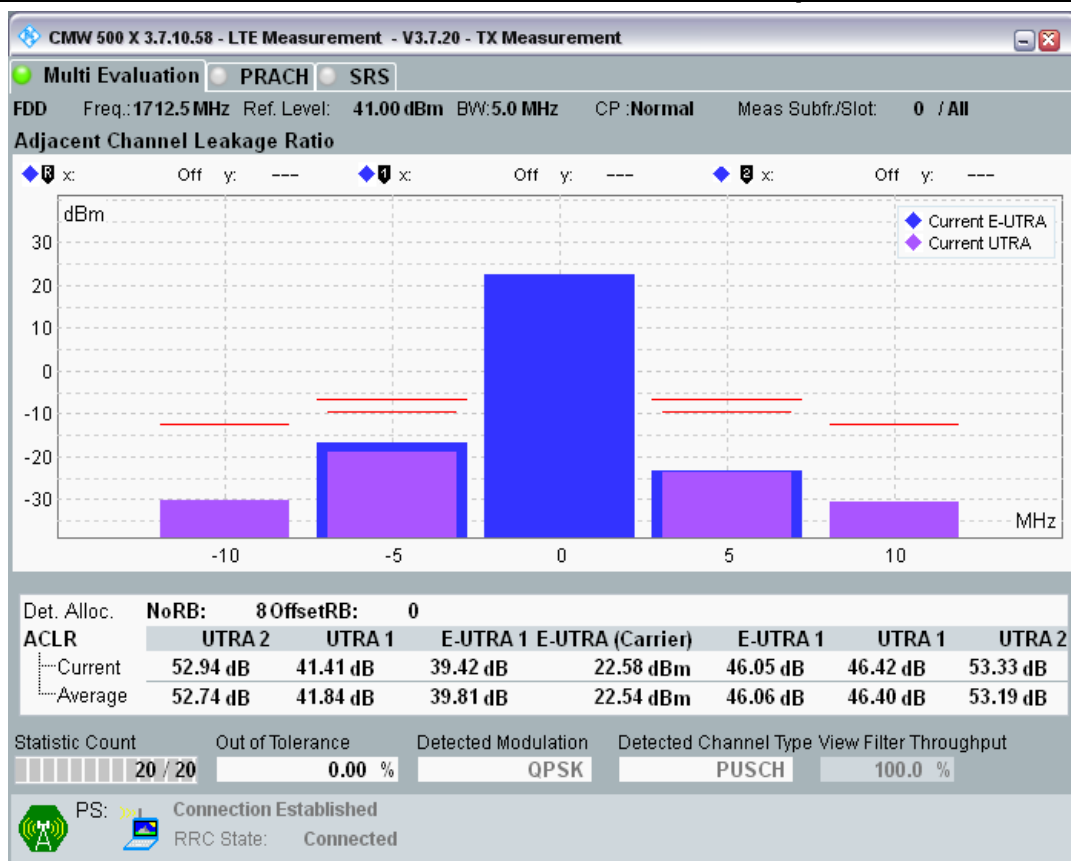 CMW 500 X 3.7.10.58 - LTE Measurement - V3.7.20 - TX Measurement
Multi Evaluation PRACH SRS
FDD Freq.:1712.5 MHz Ref. Level: 41.00 dBm BW:5.0 MHz CP :Normal Meas Subfr./Slot: 0 / All
Adjacent Channel Leakage Ratio
R x: Off y: --- 1 x: Off y: --- 2 x: Off y: ---
dBm
Current E-UTRA
Current UTRA
30
20
10
0
-10
-20
-30
MHz
-10 -5 0 5 10
Det. Alloc. NoRB: 8 OffsetRB: 0
ACLR UTRA 2 UTRA 1 E-UTRA 1 E-UTRA (Carrier) E-UTRA 1 UTRA 1 UTRA 2
Current 52.94 dB 41.41 dB 39.42 dB 22.58 dBm 46.05 dB 46.42 dB 53.33 dB
Average 52.74 dB 41.84 dB 39.81 dB 22.54 dBm 46.06 dB 46.40 dB 53.19 dB
Statistic Count Out of Tolerance Detected Modulation Detected Channel Type View Filter Throughput
20 / 20 0.00 % QPSK PUSCH 100.0 %
PS: Connection Established
RRC State: Connected